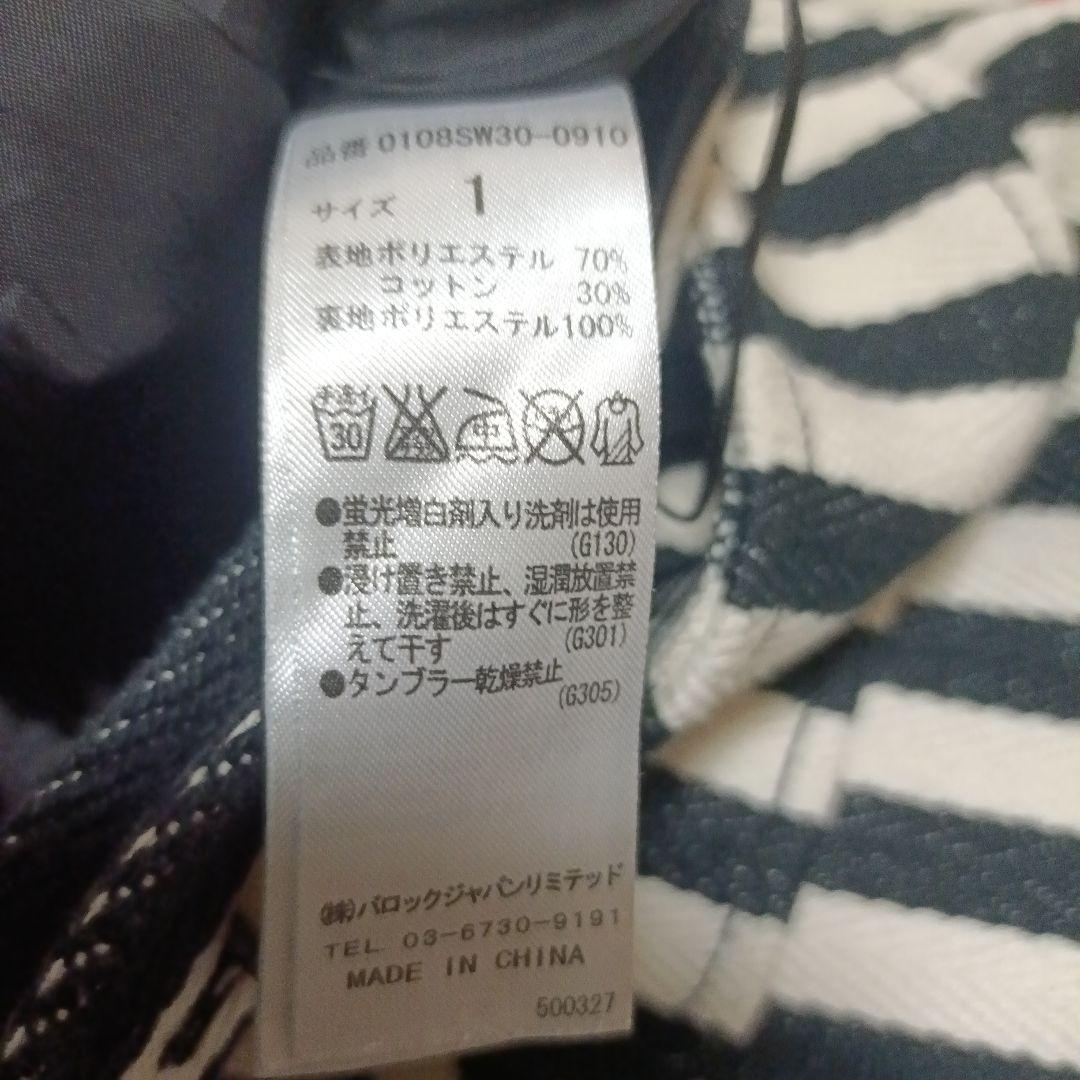 品番 0108SW30-0910
サイズ 1
表地ポリエステル 70%
コットン 30%
裏地ポリエステル100%
手洗イ
30
中
●蛍光増白剤入り洗剤は使用
禁止 (G130)
●浸け置き禁止、湿潤放置禁
止、洗濯後はすぐに形を整
えて干す (G301)
●タンブラー乾燥禁止
(G305)
㈱バロックジャパンリミテッド
TEL 03-6730-9191
MADE IN CHINA
500327